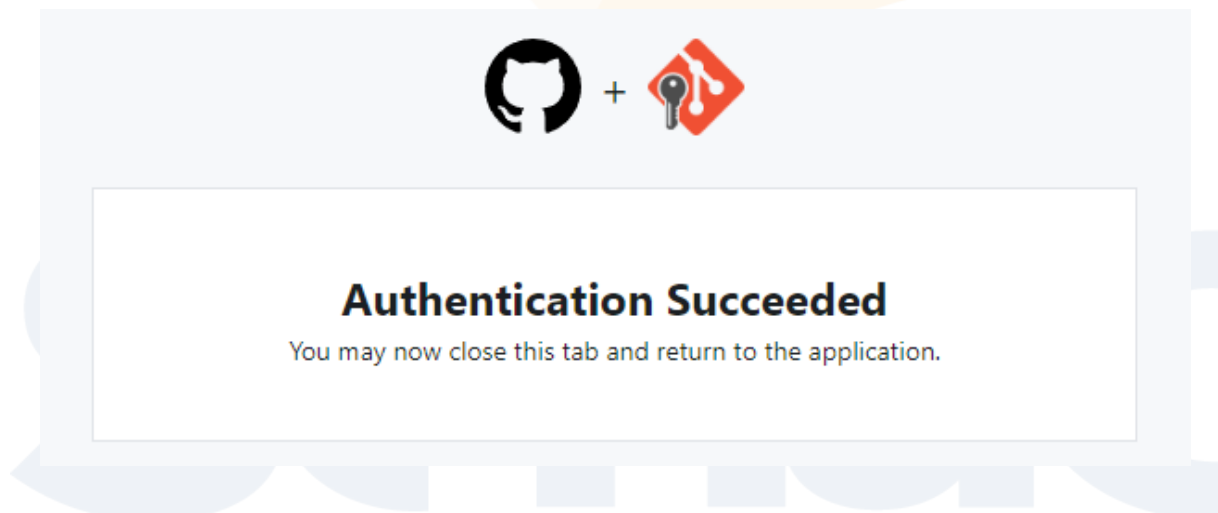 +
Authentication Succeeded
You may now close this tab and return to the application.